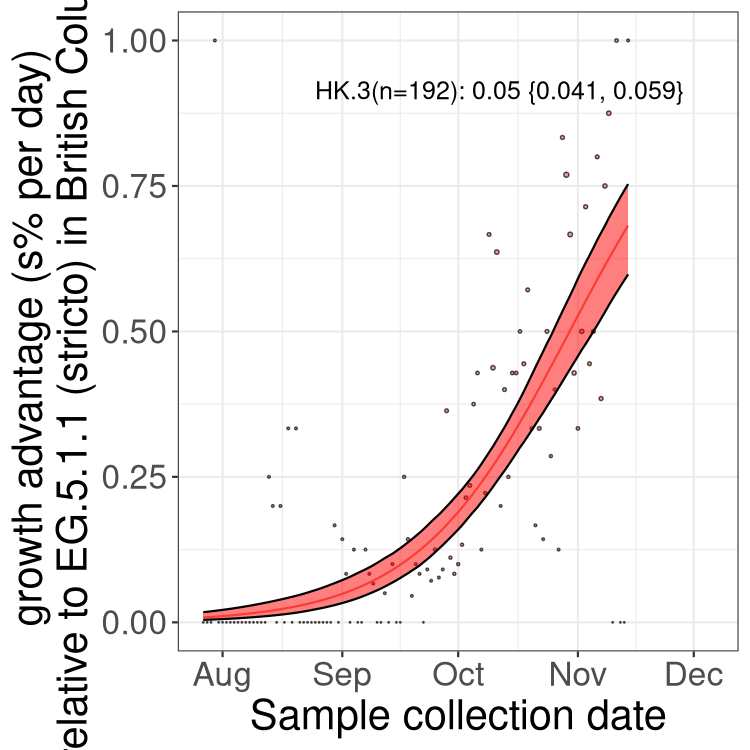 growth advantage (s% per day)
relative to EG.5.1.1 (stricto) in British
1.00
0.75
0.50
0.25
0.00
HK.3(n=192): 0.05 {0.041, 0.059}
Aug Sep Oct Nov Dec
Sample collection date